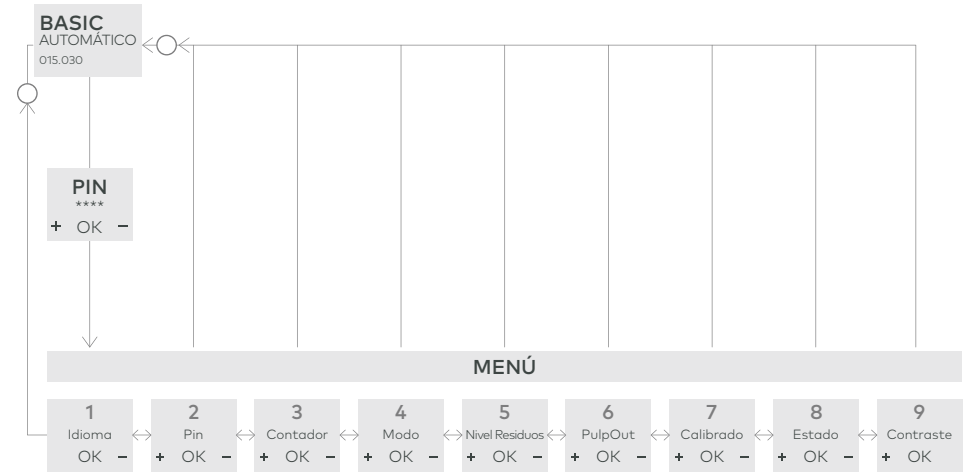 BASIC
AUTOMÁTICO
015.030
PIN
****
+ OK −
MENÚ
1 2 3 4 5 6 7 8 9
Idioma Pin Contador Modo Nivel Residuos PulpOut Calibrado Estado Contraste
OK − + OK − + OK − + OK − + OK − + OK − + OK − + OK − + OK